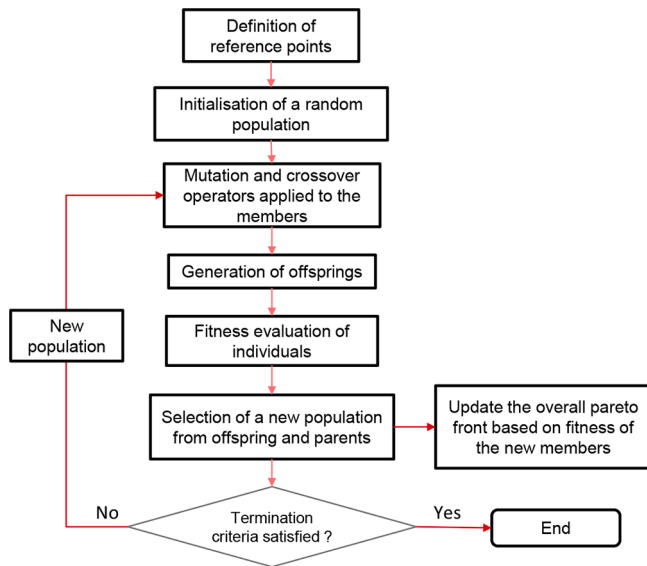 Definition of
reference points
Initialisation of a random
population
Mutation and crossover
operators applied to the
members
Generation of offsprings
New
population
Fitness evaluation of
individuals
Selection of a new population
from offspring and parents
Update the overall pareto
front based on fitness of
the new members
No
Termination
criteria satisfied ?
Yes
End